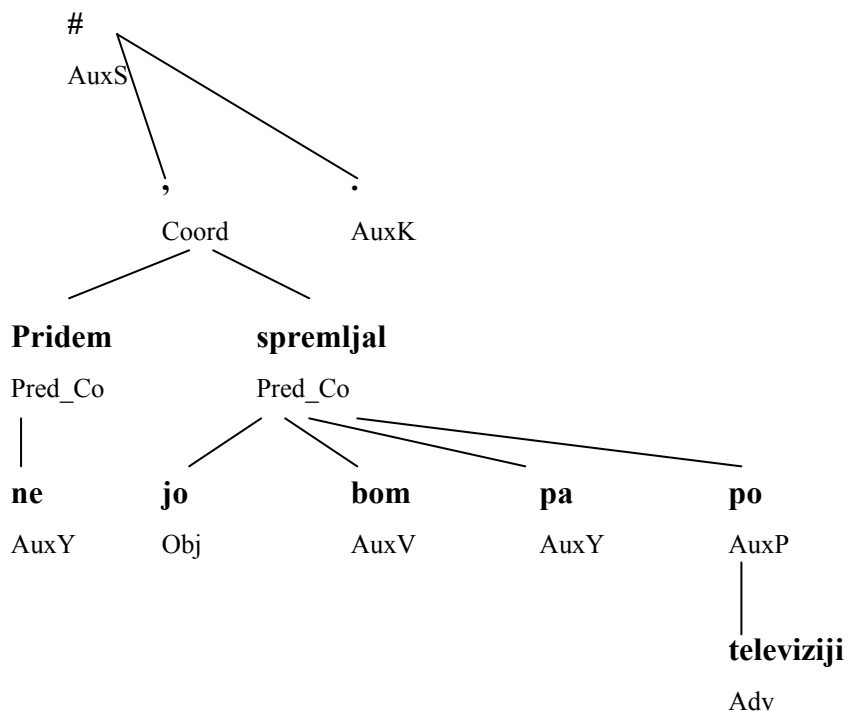 #
AuxS
, .
Coord AuxK
Pridem spremljal
Pred_Co Pred_Co
ne jo bom pa po
AuxY Obj AuxV AuxY AuxP
televiziji
Adv